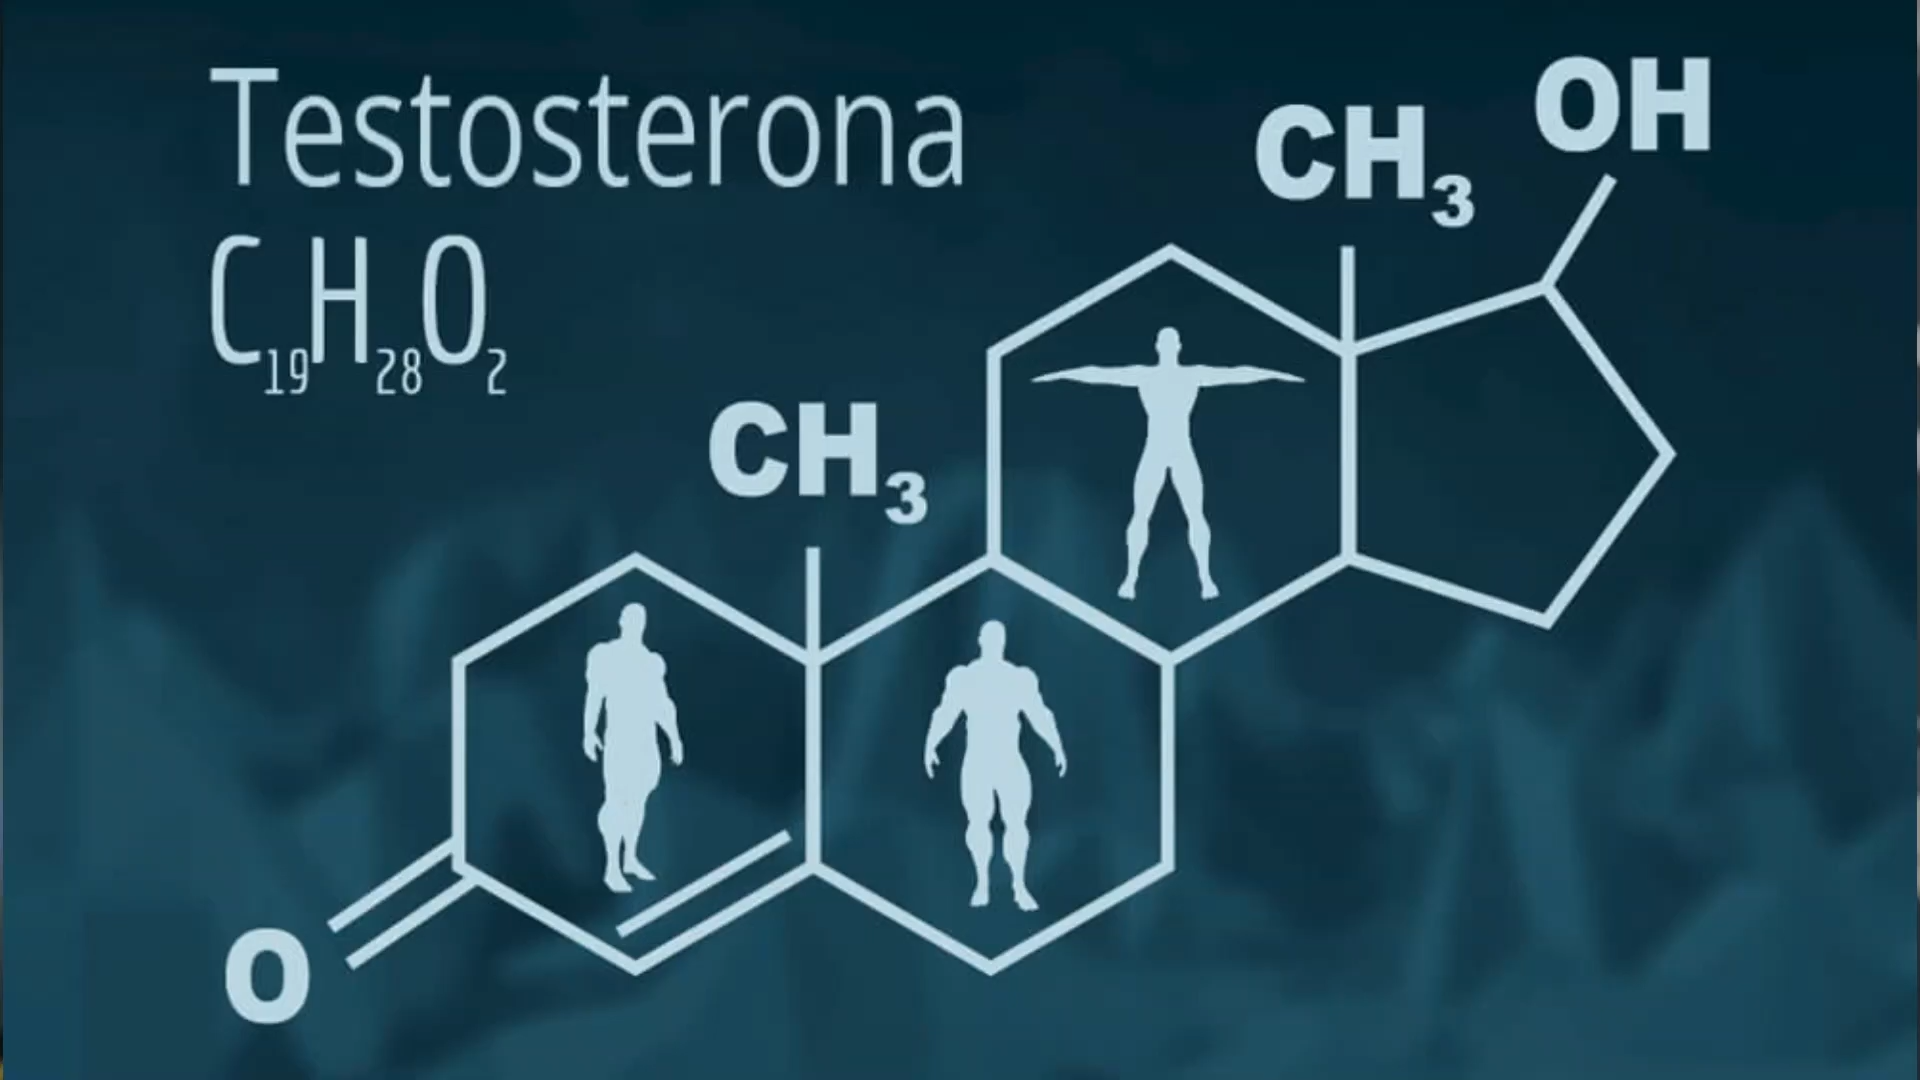 Testosterona
C19H28O2
CH3
OH
CH3
O